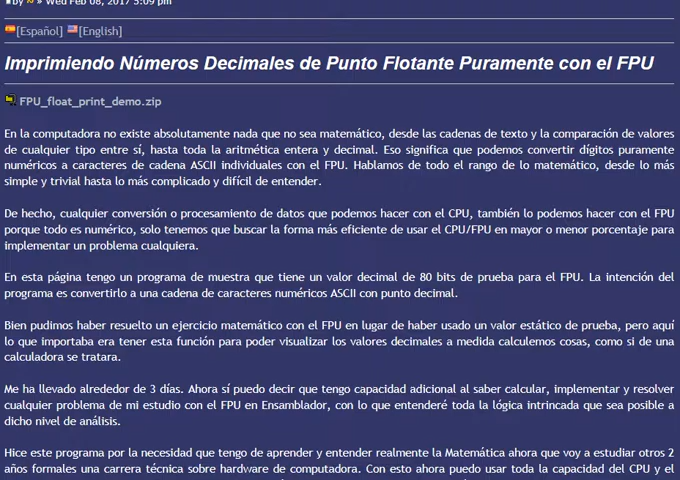 by » Wed Feb 08, 2017 5:09 pm
[Español] [English]
Imprimiendo Números Decimales de Punto Flotante Puramente con el FPU
FPU_float_print_demo.zip
En la computadora no existe absolutamente nada que no sea matemático, desde las cadenas de texto y la comparación de valores
de cualquier tipo entre sí, hasta toda la aritmética entera y decimal. Eso significa que podemos convertir dígitos puramente
numéricos a caracteres de cadena ASCII individuales con el FPU. Hablamos de todo el rango de lo matemático, desde lo más
simple y trivial hasta lo más complicado y difícil de entender.
De hecho, cualquier conversión o procesamiento de datos que podemos hacer con el CPU, también lo podemos hacer con el FPU
porque todo es numérico, solo tenemos que buscar la forma más eficiente de usar el CPU/FPU en mayor o menor porcentaje para
implementar un problema cualquiera.
En esta página tengo un programa de muestra que tiene un valor decimal de 80 bits de prueba para el FPU. La intención del
programa es convertirlo a una cadena de caracteres numéricos ASCII con punto decimal.
Bien pudimos haber resuelto un ejercicio matemático con el FPU en lugar de haber usado un valor estático de prueba, pero aquí
lo que importaba era tener esta función para poder visualizar los valores decimales a medida calculemos cosas, como si de una
calculadora se tratara.
Me ha llevado alrededor de 3 días. Ahora sí puedo decir que tengo capacidad adicional al saber calcular, implementar y resolver
cualquier problema de mi estudio con el FPU en Ensamblador, con lo que entenderé toda la lógica intrincada que sea posible a
dicho nivel de análisis.
Hice este programa por la necesidad que tengo de aprender y entender realmente la Matemática ahora que voy a estudiar otros 2
años formales una carrera técnica sobre hardware de computadora. Con esto ahora puedo usar toda la capacidad del CPU y el